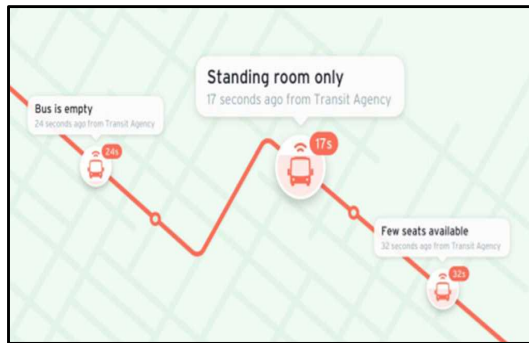 Standing room only
17 seconds ago from Transit Agency
17s
Bus is empty
24 seconds ago from Transit Agency
24s
Few seats available
32 seconds ago from Transit Agency
32s